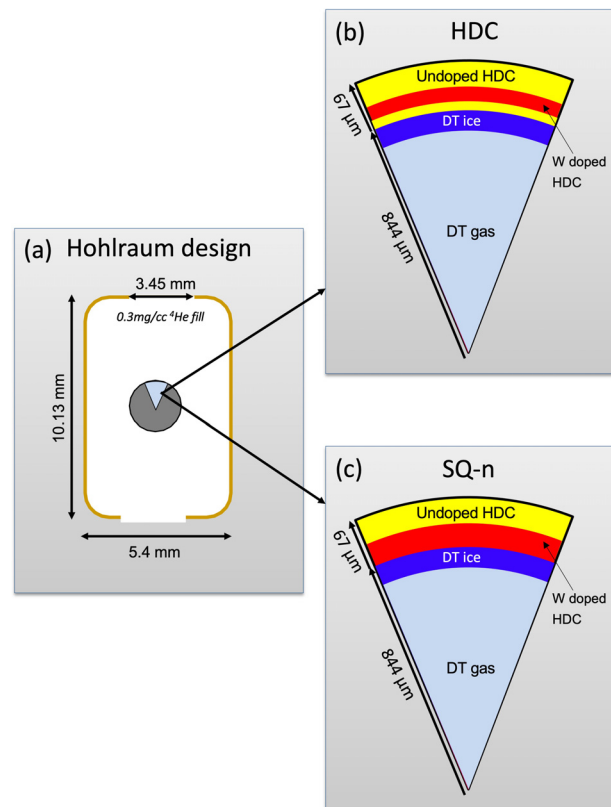 (a) Hohlraum design
3.45 mm
0.3mg/cc ⁴He fill
10.13 mm
5.4 mm
(b) HDC
Undoped HDC
67 μm
DT ice
W doped
HDC
844 μm
DT gas
(c) SQ-n
Undoped HDC
67 μm
DT ice
W doped
HDC
844 μm
DT gas